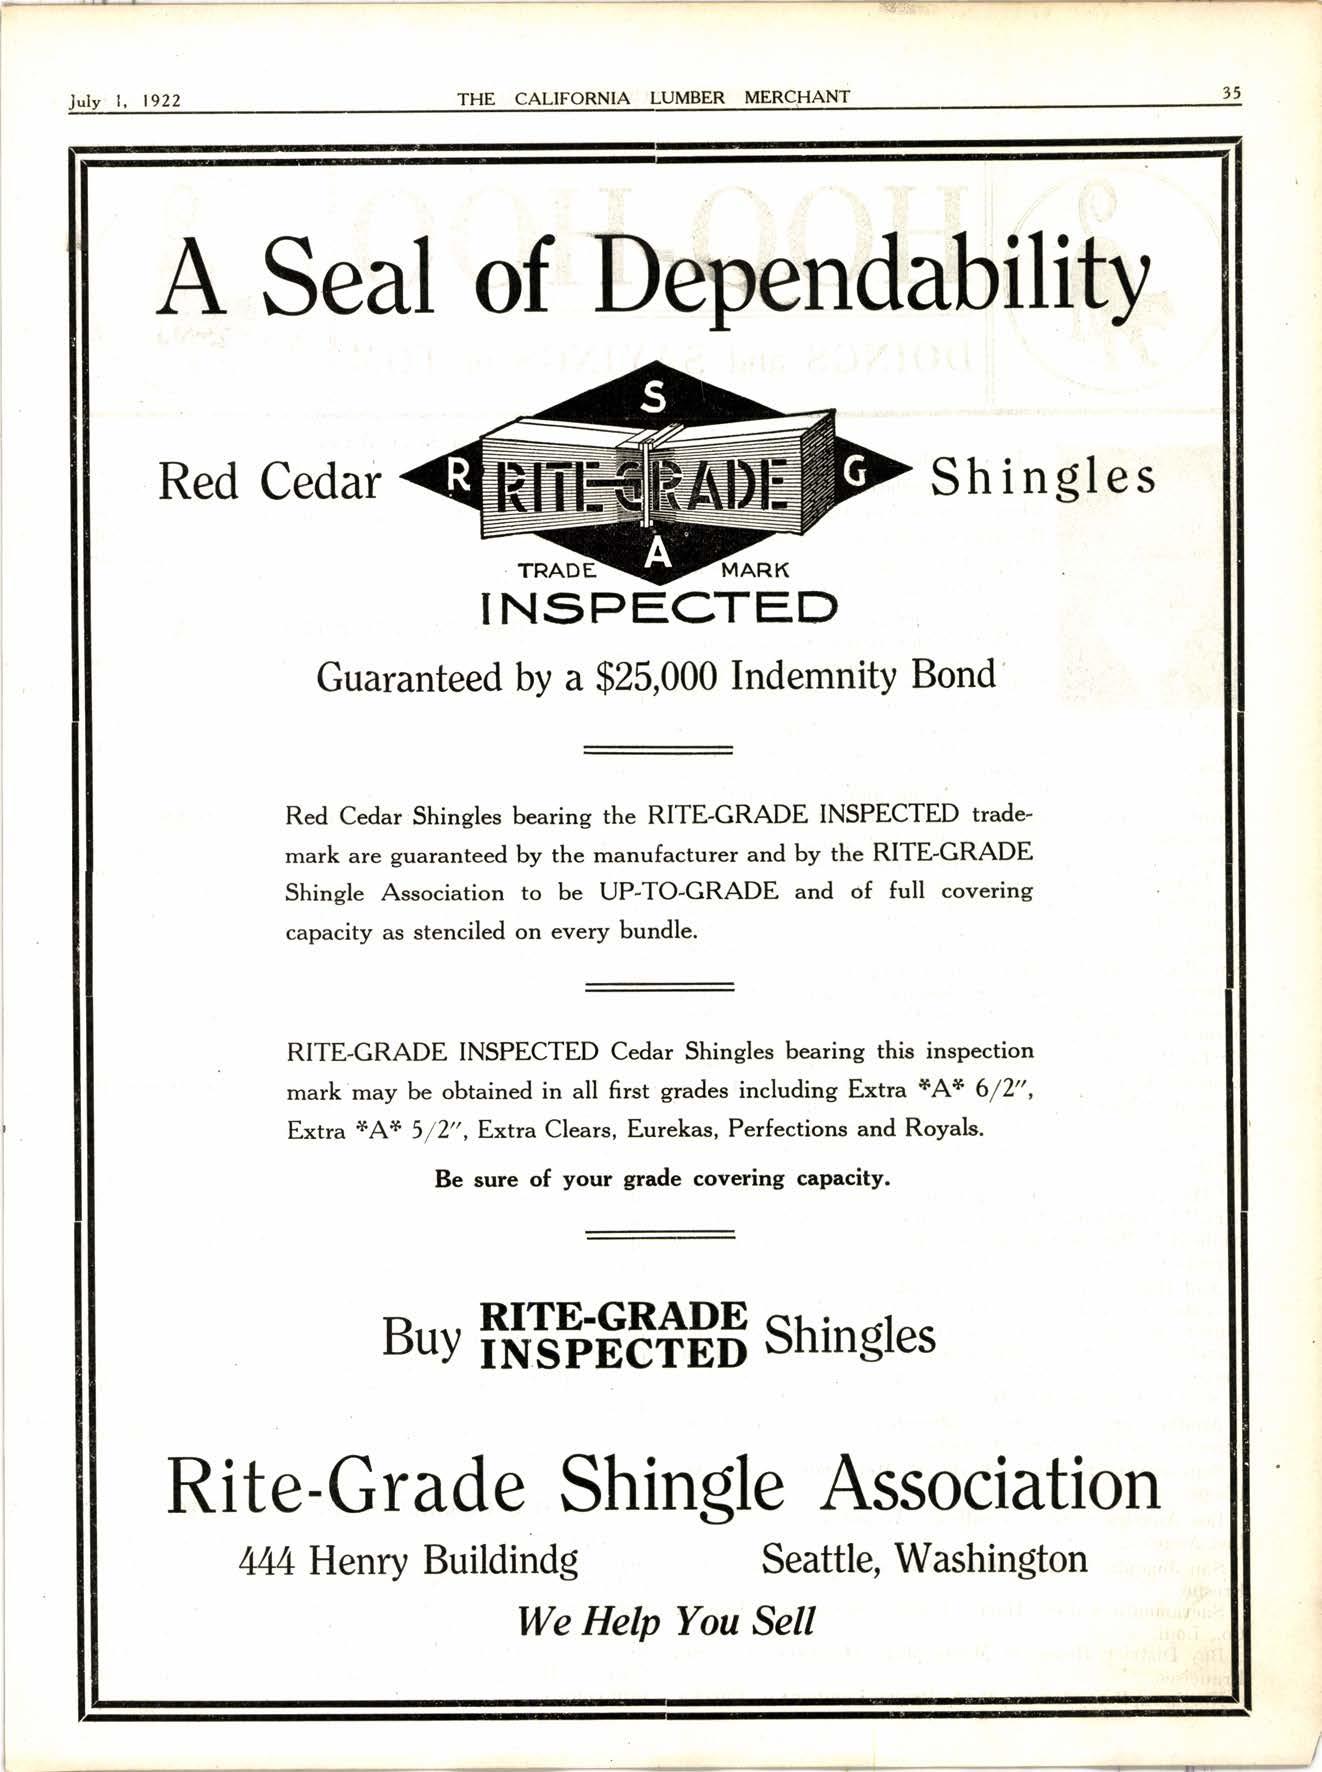 July 1, 1922 THE CALIFORNIA LUMBER MERCHANT 35
A Seal of Dependability
S
Red Cedar R RITE-GRADE G Shingles
A
TRADE MARK
INSPECTED
Guaranteed by a $25,000 Indemnity Bond
Red Cedar Shingles bearing the RITE-GRADE INSPECTED trade-
mark are guaranteed by the manufacturer and by the RITE-GRADE
Shingle Association to be UP-TO-GRADE and of full covering
capacity as stenciled on every bundle.
RITE-GRADE INSPECTED Cedar Shingles bearing this inspection
mark may be obtained in all first grades including Extra *A* 6/2",
Extra *A* 5/2", Extra Clears, Eurekas, Perfections and Royals.
Be sure of your grade covering capacity.
Buy RITE-GRADE INSPECTED Shingles
Rite-Grade Shingle Association
444 Henry Buildindg Seattle, Washington
We Help You Sell